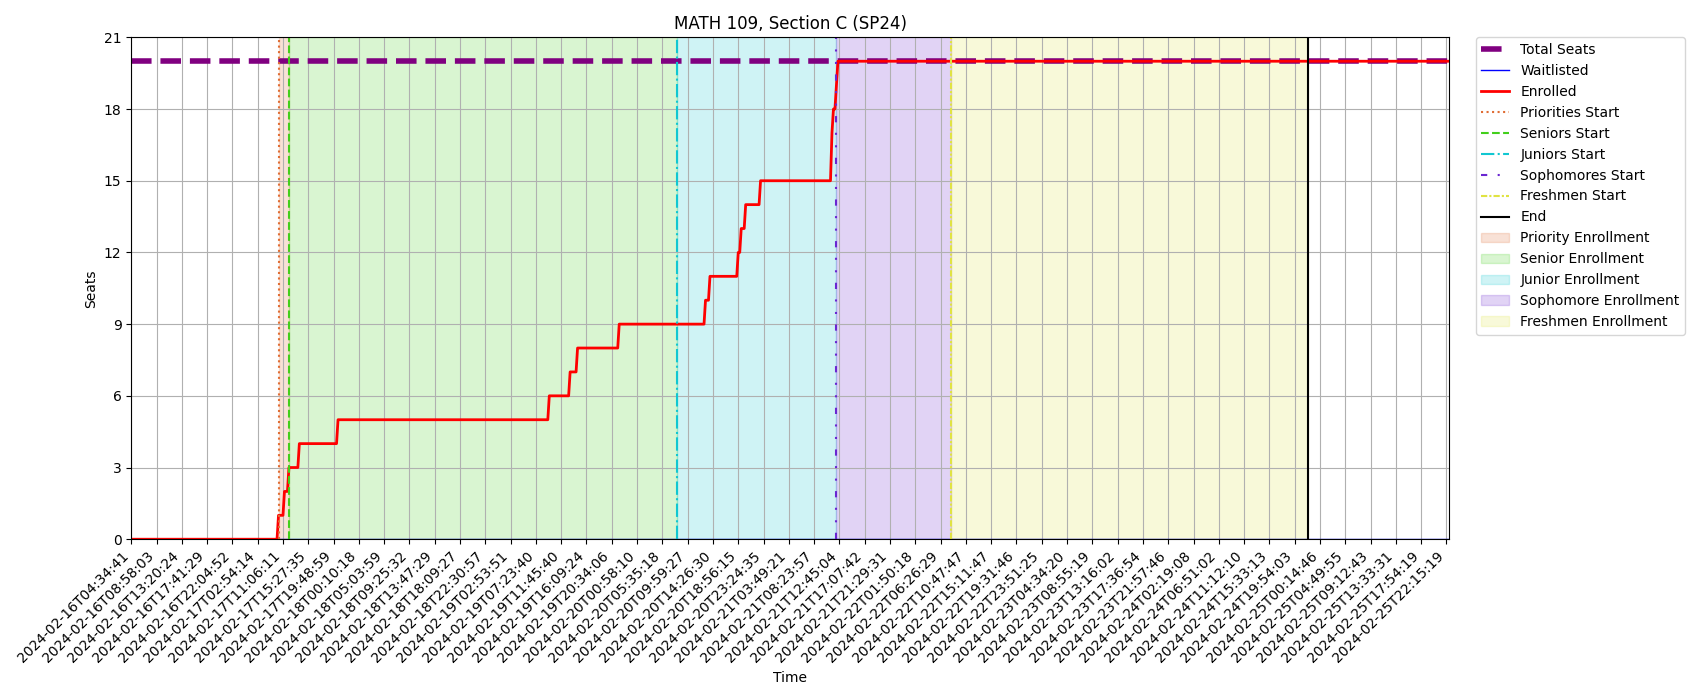 MATH 109, Section C (SP24)
21
18
15
12
9
6
3
0
Seats
2024-02-16T04:34:41
2024-02-16T08:58:03
2024-02-16T13:20:24
2024-02-16T17:41:29
2024-02-16T22:04:52
2024-02-17T02:54:14
2024-02-17T11:06:11
2024-02-17T15:27:35
2024-02-17T19:48:59
2024-02-18T00:10:18
2024-02-18T05:03:59
2024-02-18T09:25:32
2024-02-18T13:47:29
2024-02-18T18:09:27
2024-02-18T22:30:57
2024-02-19T02:53:51
2024-02-19T07:23:40
2024-02-19T11:45:40
2024-02-19T16:09:24
2024-02-19T20:34:06
2024-02-20T00:58:10
2024-02-20T05:35:18
2024-02-20T09:59:27
2024-02-20T14:26:30
2024-02-20T18:56:15
2024-02-20T23:24:35
2024-02-21T03:49:21
2024-02-21T08:23:57
2024-02-21T12:45:04
2024-02-21T17:07:42
2024-02-21T21:29:31
2024-02-22T01:50:18
2024-02-22T06:26:29
2024-02-22T10:47:47
2024-02-22T15:11:47
2024-02-22T19:31:46
2024-02-22T23:51:25
2024-02-23T04:34:20
2024-02-23T08:55:19
2024-02-23T13:16:02
2024-02-23T17:36:54
2024-02-23T21:57:46
2024-02-24T02:19:08
2024-02-24T06:51:02
2024-02-24T11:12:10
2024-02-24T15:33:13
2024-02-24T19:54:03
2024-02-25T00:14:46
2024-02-25T04:49:55
2024-02-25T09:12:43
2024-02-25T13:33:31
2024-02-25T17:54:19
2024-02-25T22:15:19
Time
Total Seats
Waitlisted
Enrolled
Priorities Start
Seniors Start
Juniors Start
Sophomores Start
Freshmen Start
End
Priority Enrollment
Senior Enrollment
Junior Enrollment
Sophomore Enrollment
Freshmen Enrollment